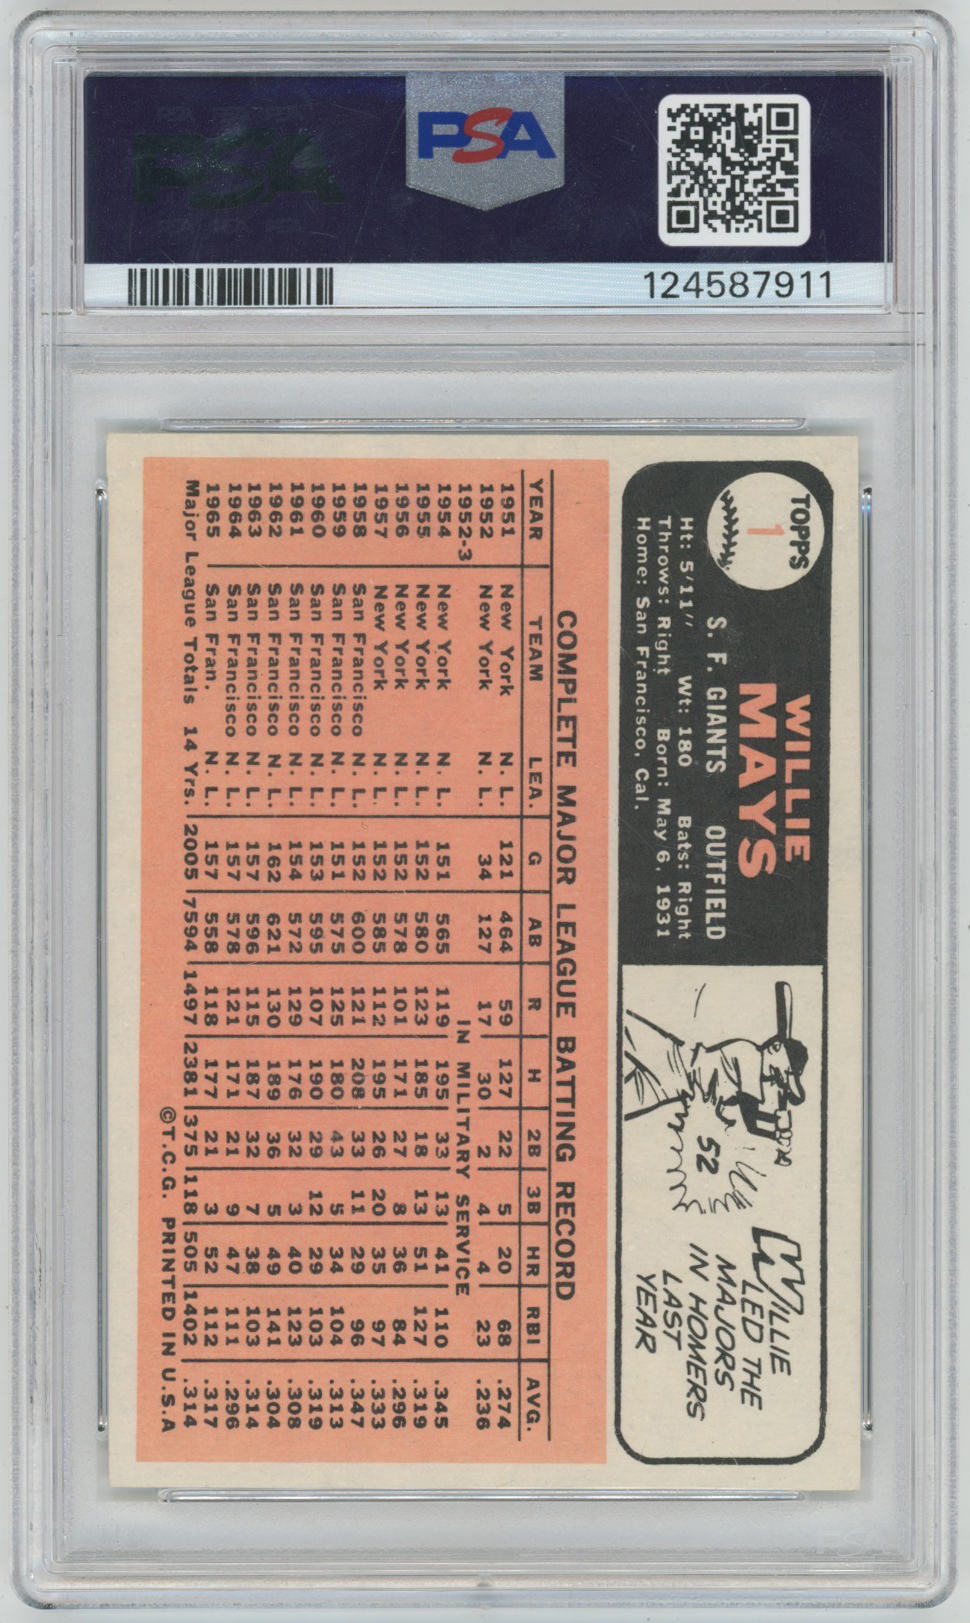 PSA
124587911
TOPPS
1
WILLIE
MAYS
S. F. GIANTS OUTFIELD
Ht: 5'11" Wt: 180 Bats: Right
Throws: Right Born: May 6, 1931
Home: San Francisco, Cal.
52
WILLIE
LED THE
MAJORS
IN HOMERS
LAST
YEAR
COMPLETE MAJOR LEAGUE BATTING RECORD
YEAR TEAM LEA. G AB R H 2B 3B HR RBI AVG.
1951 New York N. L. 121 464 59 127 22 5 20 68 .274
1952 New York N. L. 34 127 17 30 2 4 4 23 .236
1952-3 IN MILITARY SERVICE
1954 New York N. L. 151 565 119 195 33 13 41 110 .345
1955 New York N. L. 152 580 123 185 18 13 51 127 .319
1956 New York N. L. 152 578 101 171 27 8 36 84 .296
1957 New York N. L. 152 585 112 195 26 20 35 97 .333
1958 San Francisco N. L. 152 600 121 208 33 11 29 96 .347
1959 San Francisco N. L. 151 575 125 180 43 5 34 104 .313
1960 San Francisco N. L. 153 595 107 190 29 12 29 103 .319
1961 San Francisco N. L. 154 572 129 176 32 3 40 123 .308
1962 San Francisco N. L. 162 621 130 189 36 5 49 141 .304
1963 San Francisco N. L. 157 596 115 187 32 7 38 103 .314
1964 San Francisco N. L. 157 578 121 171 21 9 47 111 .296
1965 San Fran. N. L. 157 558 118 177 21 3 52 112 .317
Major League Totals 14 Yrs. 2005 7594 1497 2381 375 118 505 1402 .314
©T.C.G. PRINTED IN U.S.A